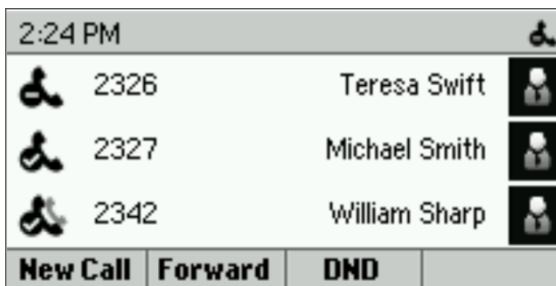 2:24 PM
2326 Teresa Swift
2327 Michael Smith
2342 William Sharp
New Call Forward DND